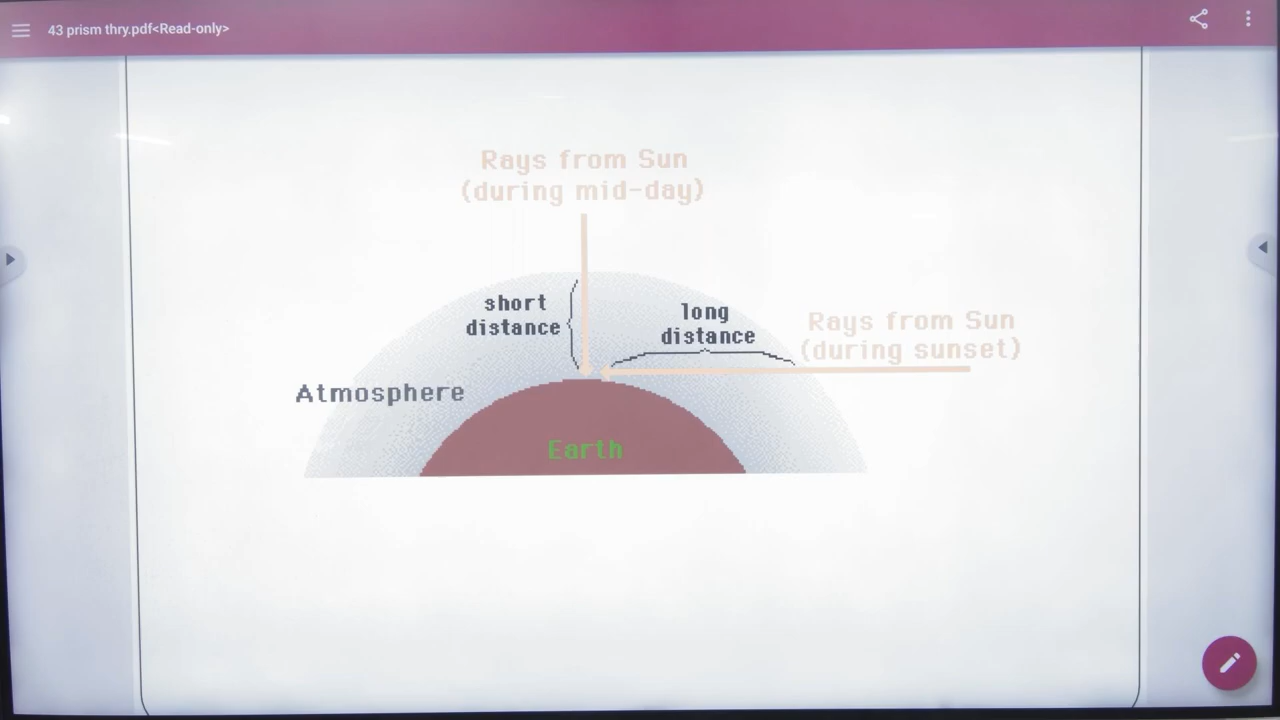 43 prism thry.pdf<Read-only>
Rays from Sun
(during mid-day)
short
distance
long
distance
Rays from Sun
(during sunset)
Atmosphere
Earth